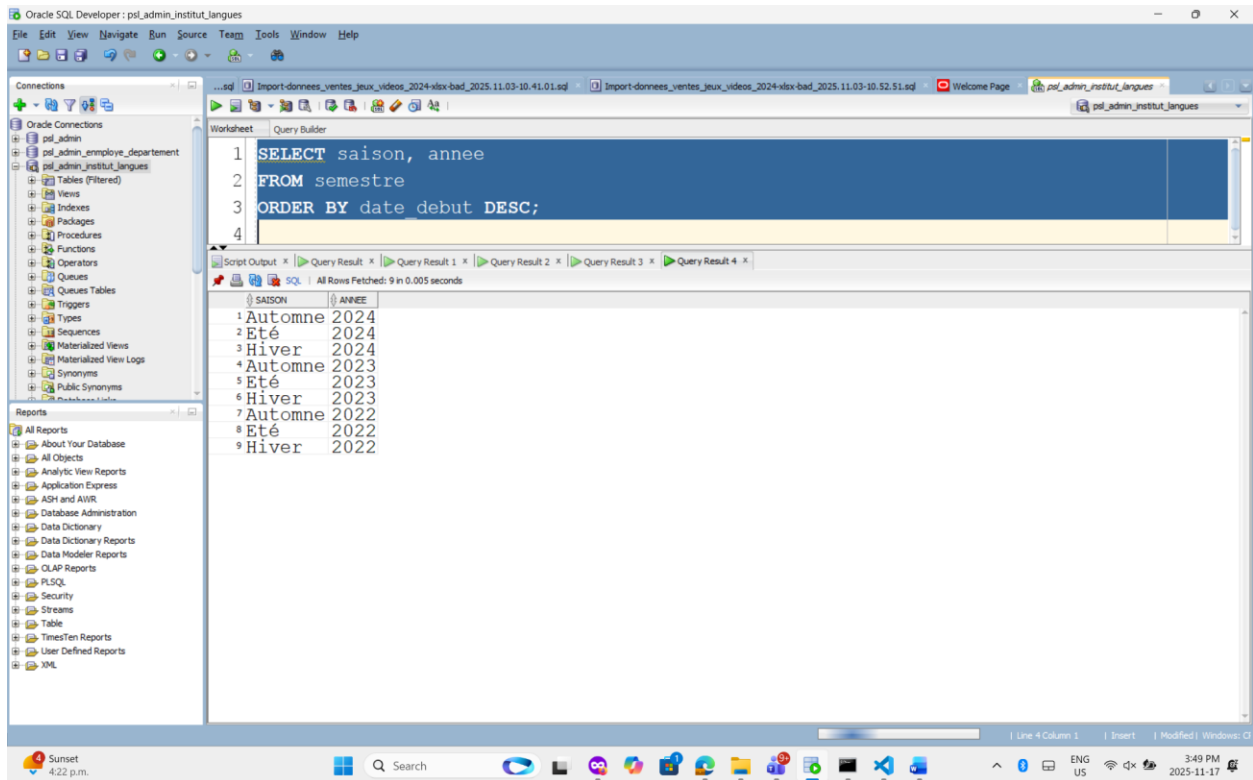 Oracle SQL Developer : psl_admin_institut_langues
File Edit View Navigate Run Source Team Tools Window Help
Connections
...sql Import-donnees_ventes_jeux_videos_2024-xlsx-bad_2025.11.03-10.41.01.sql Import-donnees_ventes_jeux_videos_2024-xlsx-bad_2025.11.03-10.52.51.sql Welcome Page psl_admin_institut_langues
psl_admin_institut_langues
Oracle Connections
psl_admin
psl_admin_enmploye_departement
psl_admin_institut_langues
Tables (Filtered)
Views
Indexes
Packages
Procedures
Functions
Operators
Queues
Queues Tables
Triggers
Types
Sequences
Materialized Views
Materialized View Logs
Synonyms
Public Synonyms
Database Links
Reports
All Reports
About Your Database
All Objects
Analytic View Reports
Application Express
ASH and AWR
Database Administration
Data Dictionary
Data Dictionary Reports
Data Modeler Reports
OLAP Reports
PLSQL
Security
Streams
Table
TimesTen Reports
User Defined Reports
XML
Worksheet Query Builder
1 SELECT saison, annee
2 FROM semestre
3 ORDER BY date_debut DESC;
4
Script Output x Query Result x Query Result 1 x Query Result 2 x Query Result 3 x Query Result 4 x
SQL | All Rows Fetched: 9 in 0.005 seconds
SAISON ANNEE
1 Automne 2024
2 Eté 2024
3 Hiver 2024
4 Automne 2023
5 Eté 2023
6 Hiver 2023
7 Automne 2022
8 Eté 2022
9 Hiver 2022
| Line 4 Column 1 | Insert | Modified | Windows: Cl
4
Sunset
4:22 p.m.
Search
9+
ENG
US
3:49 PM
2025-11-17